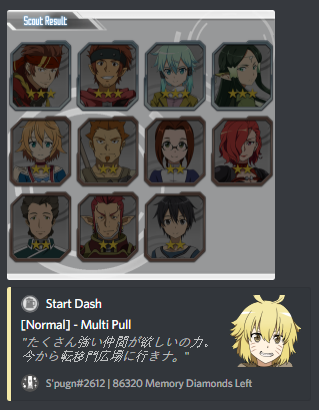 Scout Result
Start Dash
[Normal] - Multi Pull
"たくさん強い仲間が欲しいの力。
今から転移門広場に行きナ。"
S'pugn#2612 | 86320 Memory Diamonds Left